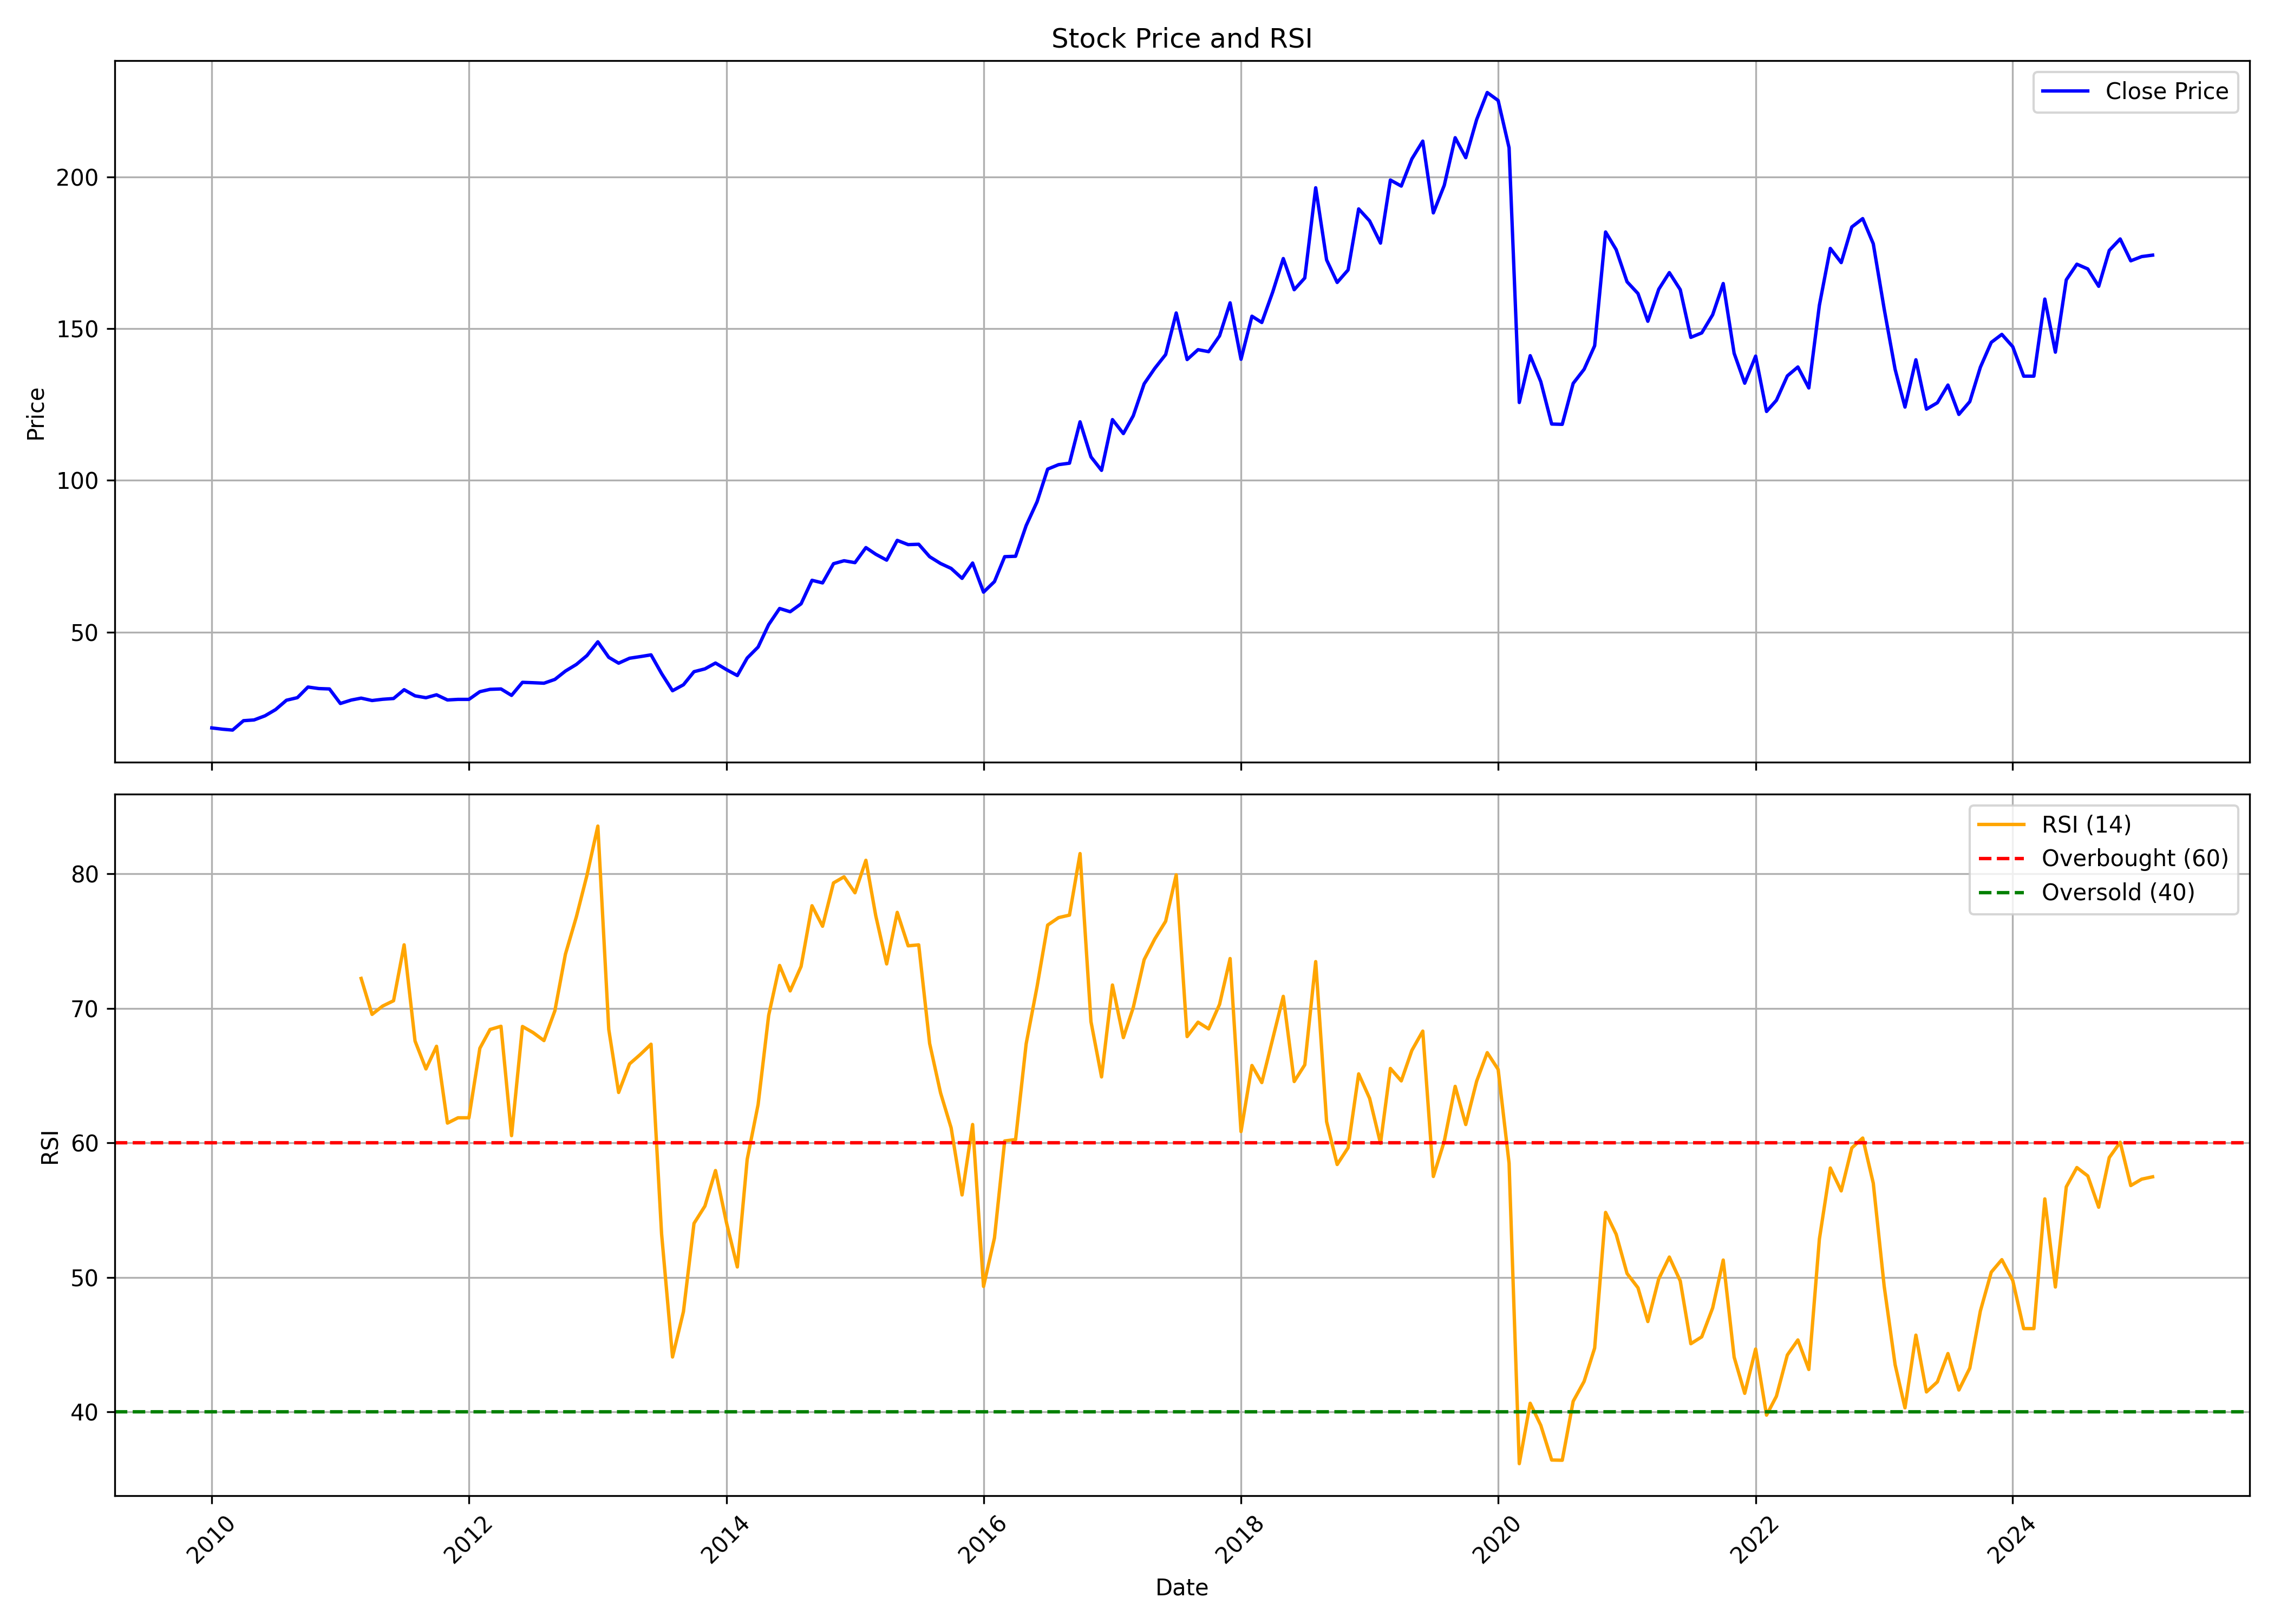 Stock Price and RSI
Close Price
Price
200
150
100
50
RSI (14)
Overbought (60)
Oversold (40)
RSI
80
70
60
50
40
2010
2012
2014
2016
2018
2020
2022
2024
Date